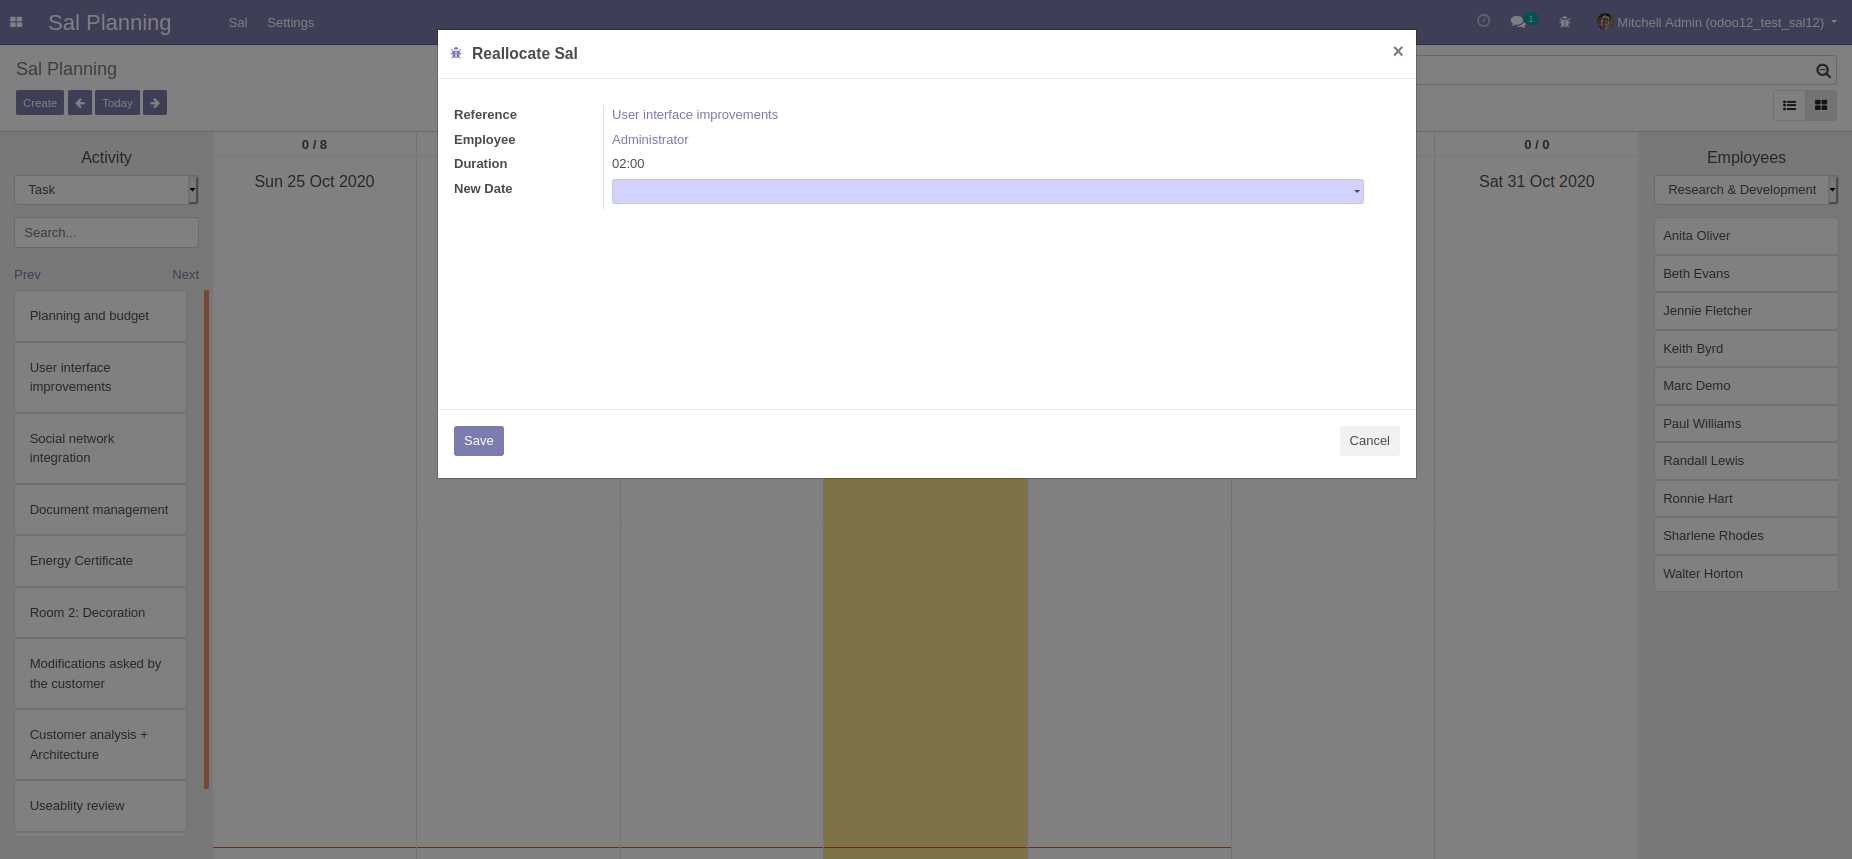 Sal Planning
Sal
Settings
1
Mitchell Admin (odoo12_test_sal12)
Sal Planning
Create
Today
Reallocate Sal
×
Reference
User interface improvements
Employee
Administrator
Duration
02:00
New Date
Save
Cancel
Activity
Task
Search...
Prev
Next
Planning and budget
User interface
improvements
Social network
integration
Document management
Energy Certificate
Room 2: Decoration
Modifications asked by
the customer
Customer analysis +
Architecture
Useablity review
0 / 8
Sun 25 Oct 2020
0 / 0
Sat 31 Oct 2020
Employees
Research & Development
Anita Oliver
Beth Evans
Jennie Fletcher
Keith Byrd
Marc Demo
Paul Williams
Randall Lewis
Ronnie Hart
Sharlene Rhodes
Walter Horton